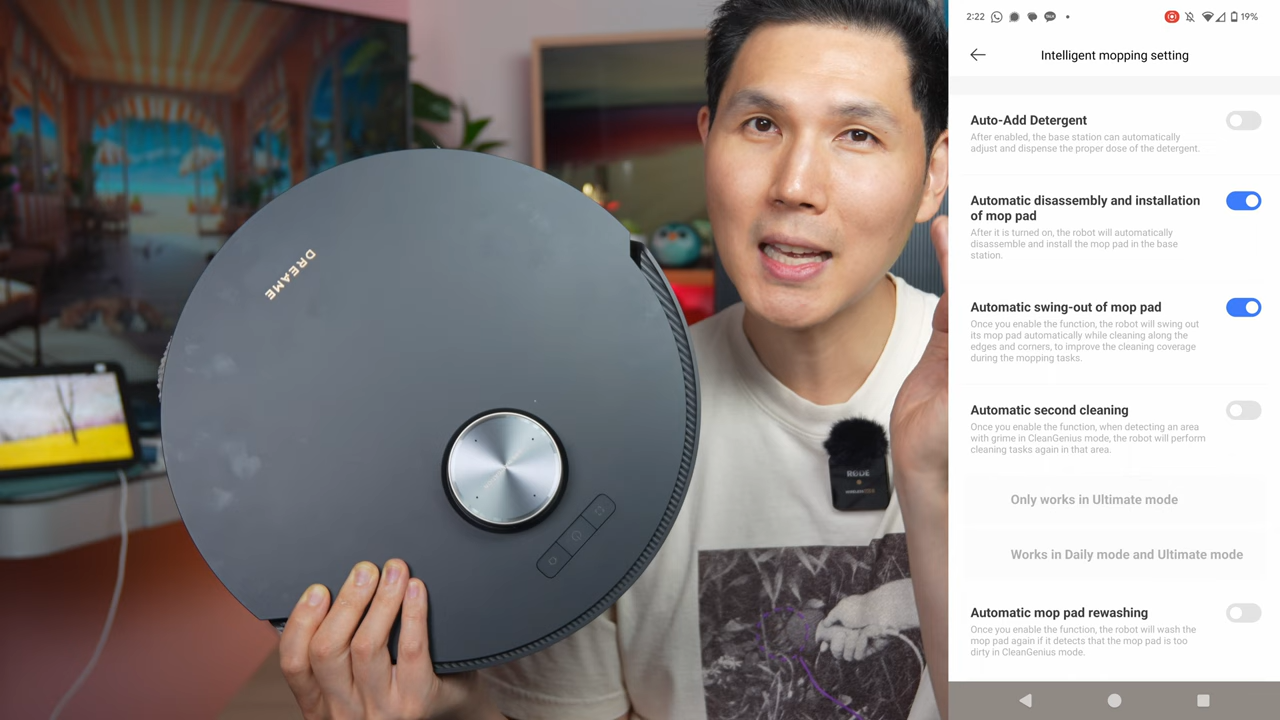 DREAME
RODE
2:22
19%
Intelligent mopping setting
Auto-Add Detergent
After enabled, the base station can automatically
adjust and dispense the proper dose of the detergent.
Automatic disassembly and installation
of mop pad
After it is turned on, the robot will automatically
disassemble and install the mop pad in the base
station.
Automatic swing-out of mop pad
Once you enable the function, the robot will swing out
its mop pad automatically while cleaning along the
edges and corners, to improve the cleaning coverage
during the mopping tasks.
Automatic second cleaning
Once you enable the function, when detecting an area
with grime in CleanGenius mode, the robot will perform
cleaning tasks again in that area.
Only works in Ultimate mode
Works in Daily mode and Ultimate mode
Automatic mop pad rewashing
Once you enable the function, the robot will wash the
mop pad again if it detects that the mop pad is too
dirty in CleanGenius mode.